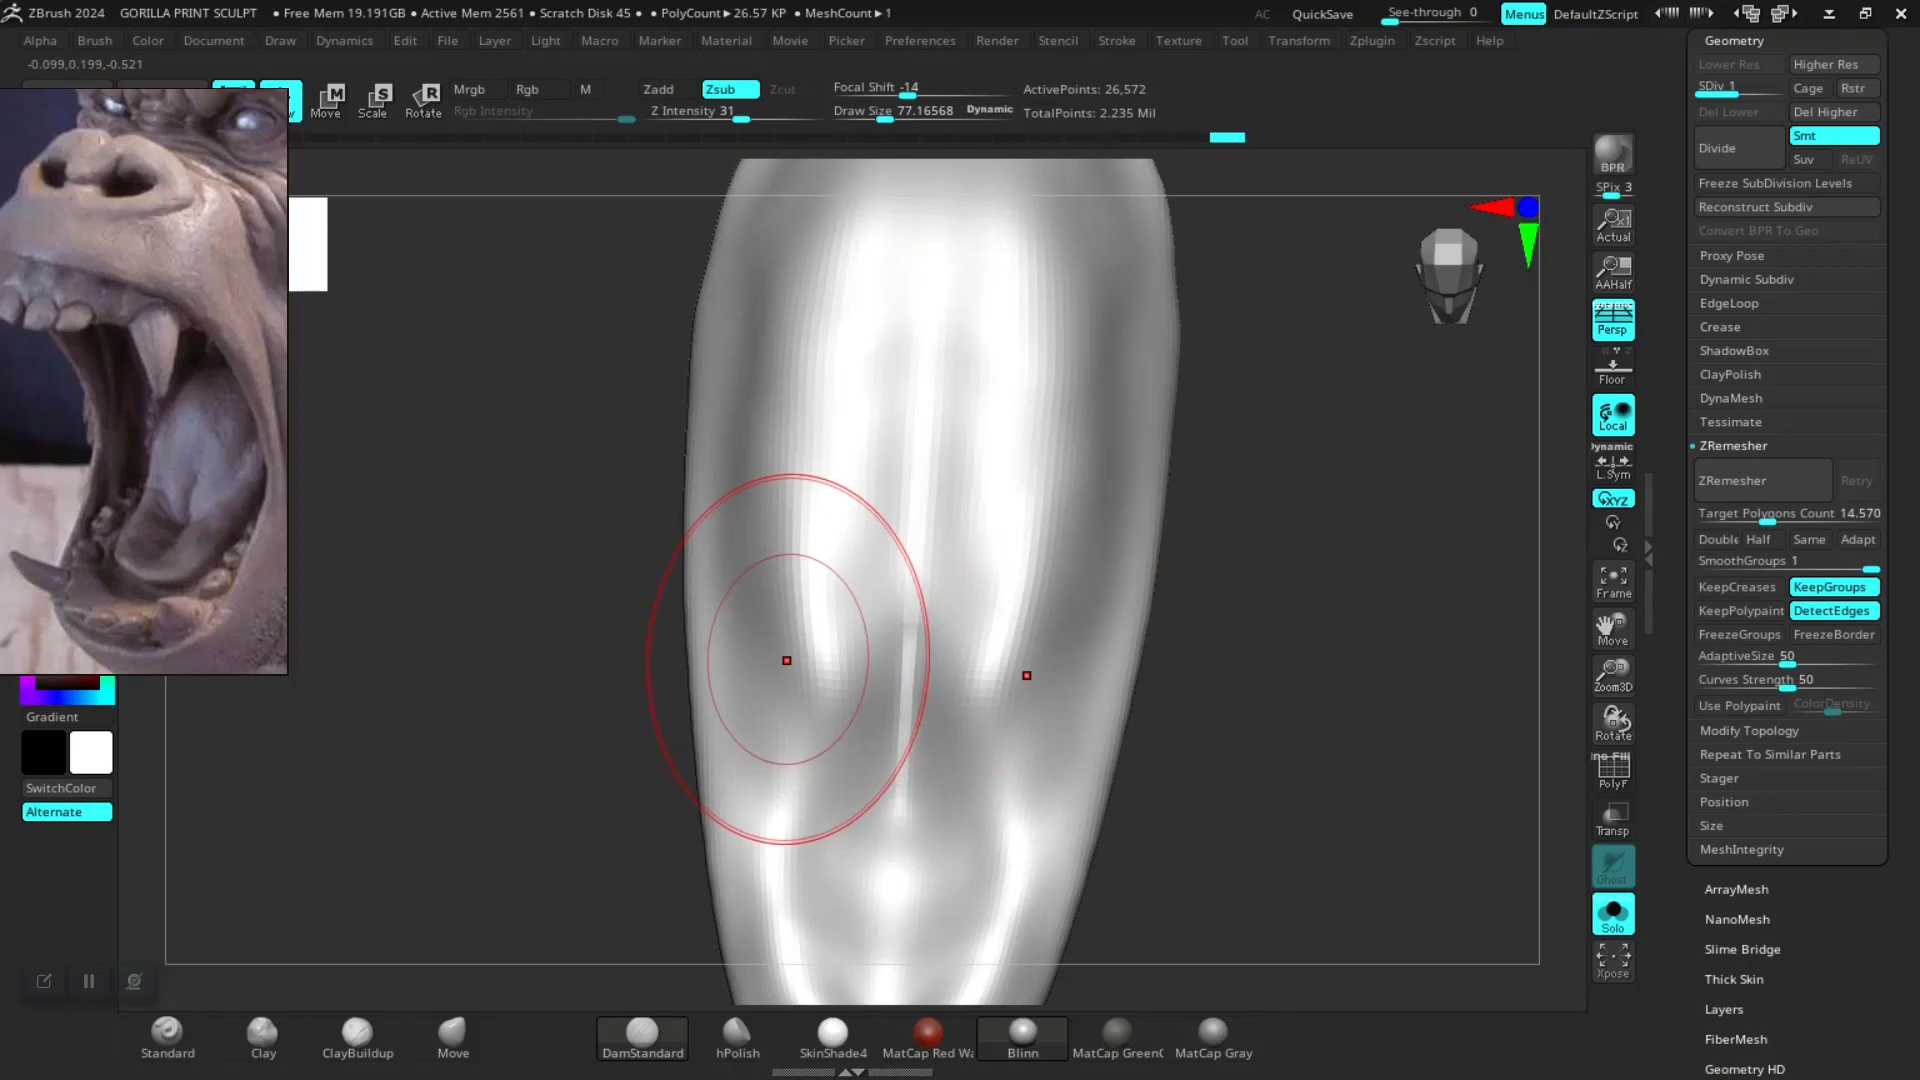 ZBrush 2024 GORILLA PRINT SCULPT • Free Mem 19.191GB • Active Mem 2561 • Scratch Disk 45 • • PolyCount▸26.57 KP • MeshCount▸1 AC QuickSave See-through 0 Menus DefaultZScript
Alpha Brush Color Document Draw Dynamics Edit File Layer Light Macro Marker Material Movie Picker Preferences Render Stencil Stroke Texture Tool Transform Zplugin Zscript Help
-0.099,0.199,-0.521
Move Scale Rotate
M S R
Mrgb Rgb M Zadd Zsub Zcut Focal Shift -14 ActivePoints: 26,572
Rgb Intensity Z Intensity 31 Draw Size 77.16568 Dynamic TotalPoints: 2.235 Mil
Gradient
SwitchColor
Alternate
BPR
SPix 3
Actual
AAHalf
Persp
Floor
Local
Dynamic
L.Sym
XYZ
Y
Z
Frame
Move
Zoom3D
Rotate
PolyF
Transp
Ghost
Solo
Xpose
Geometry
Lower Res Higher Res
SDiv 1 Cage Rstr
Del Lower Del Higher
Divide Smt
Suv ReUV
Freeze SubDivision Levels
Reconstruct Subdiv
Convert BPR To Geo
Proxy Pose
Dynamic Subdiv
EdgeLoop
Crease
ShadowBox
ClayPolish
DynaMesh
Tessimate
ZRemesher
ZRemesher Retry
Target Polygons Count 14.570
Double Half Same Adapt
SmoothGroups 1
KeepCreases KeepGroups
KeepPolypaint DetectEdges
FreezeGroups FreezeBorder
AdaptiveSize 50
Curves Strength 50
Use Polypaint ColorDensity
Modify Topology
Repeat To Similar Parts
Stager
Position
Size
MeshIntegrity
ArrayMesh
NanoMesh
Slime Bridge
Thick Skin
Layers
FiberMesh
Geometry HD
Standard Clay ClayBuildup Move DamStandard hPolish SkinShade4 MatCap Red Wa Blinn MatCap GreenC MatCap Gray